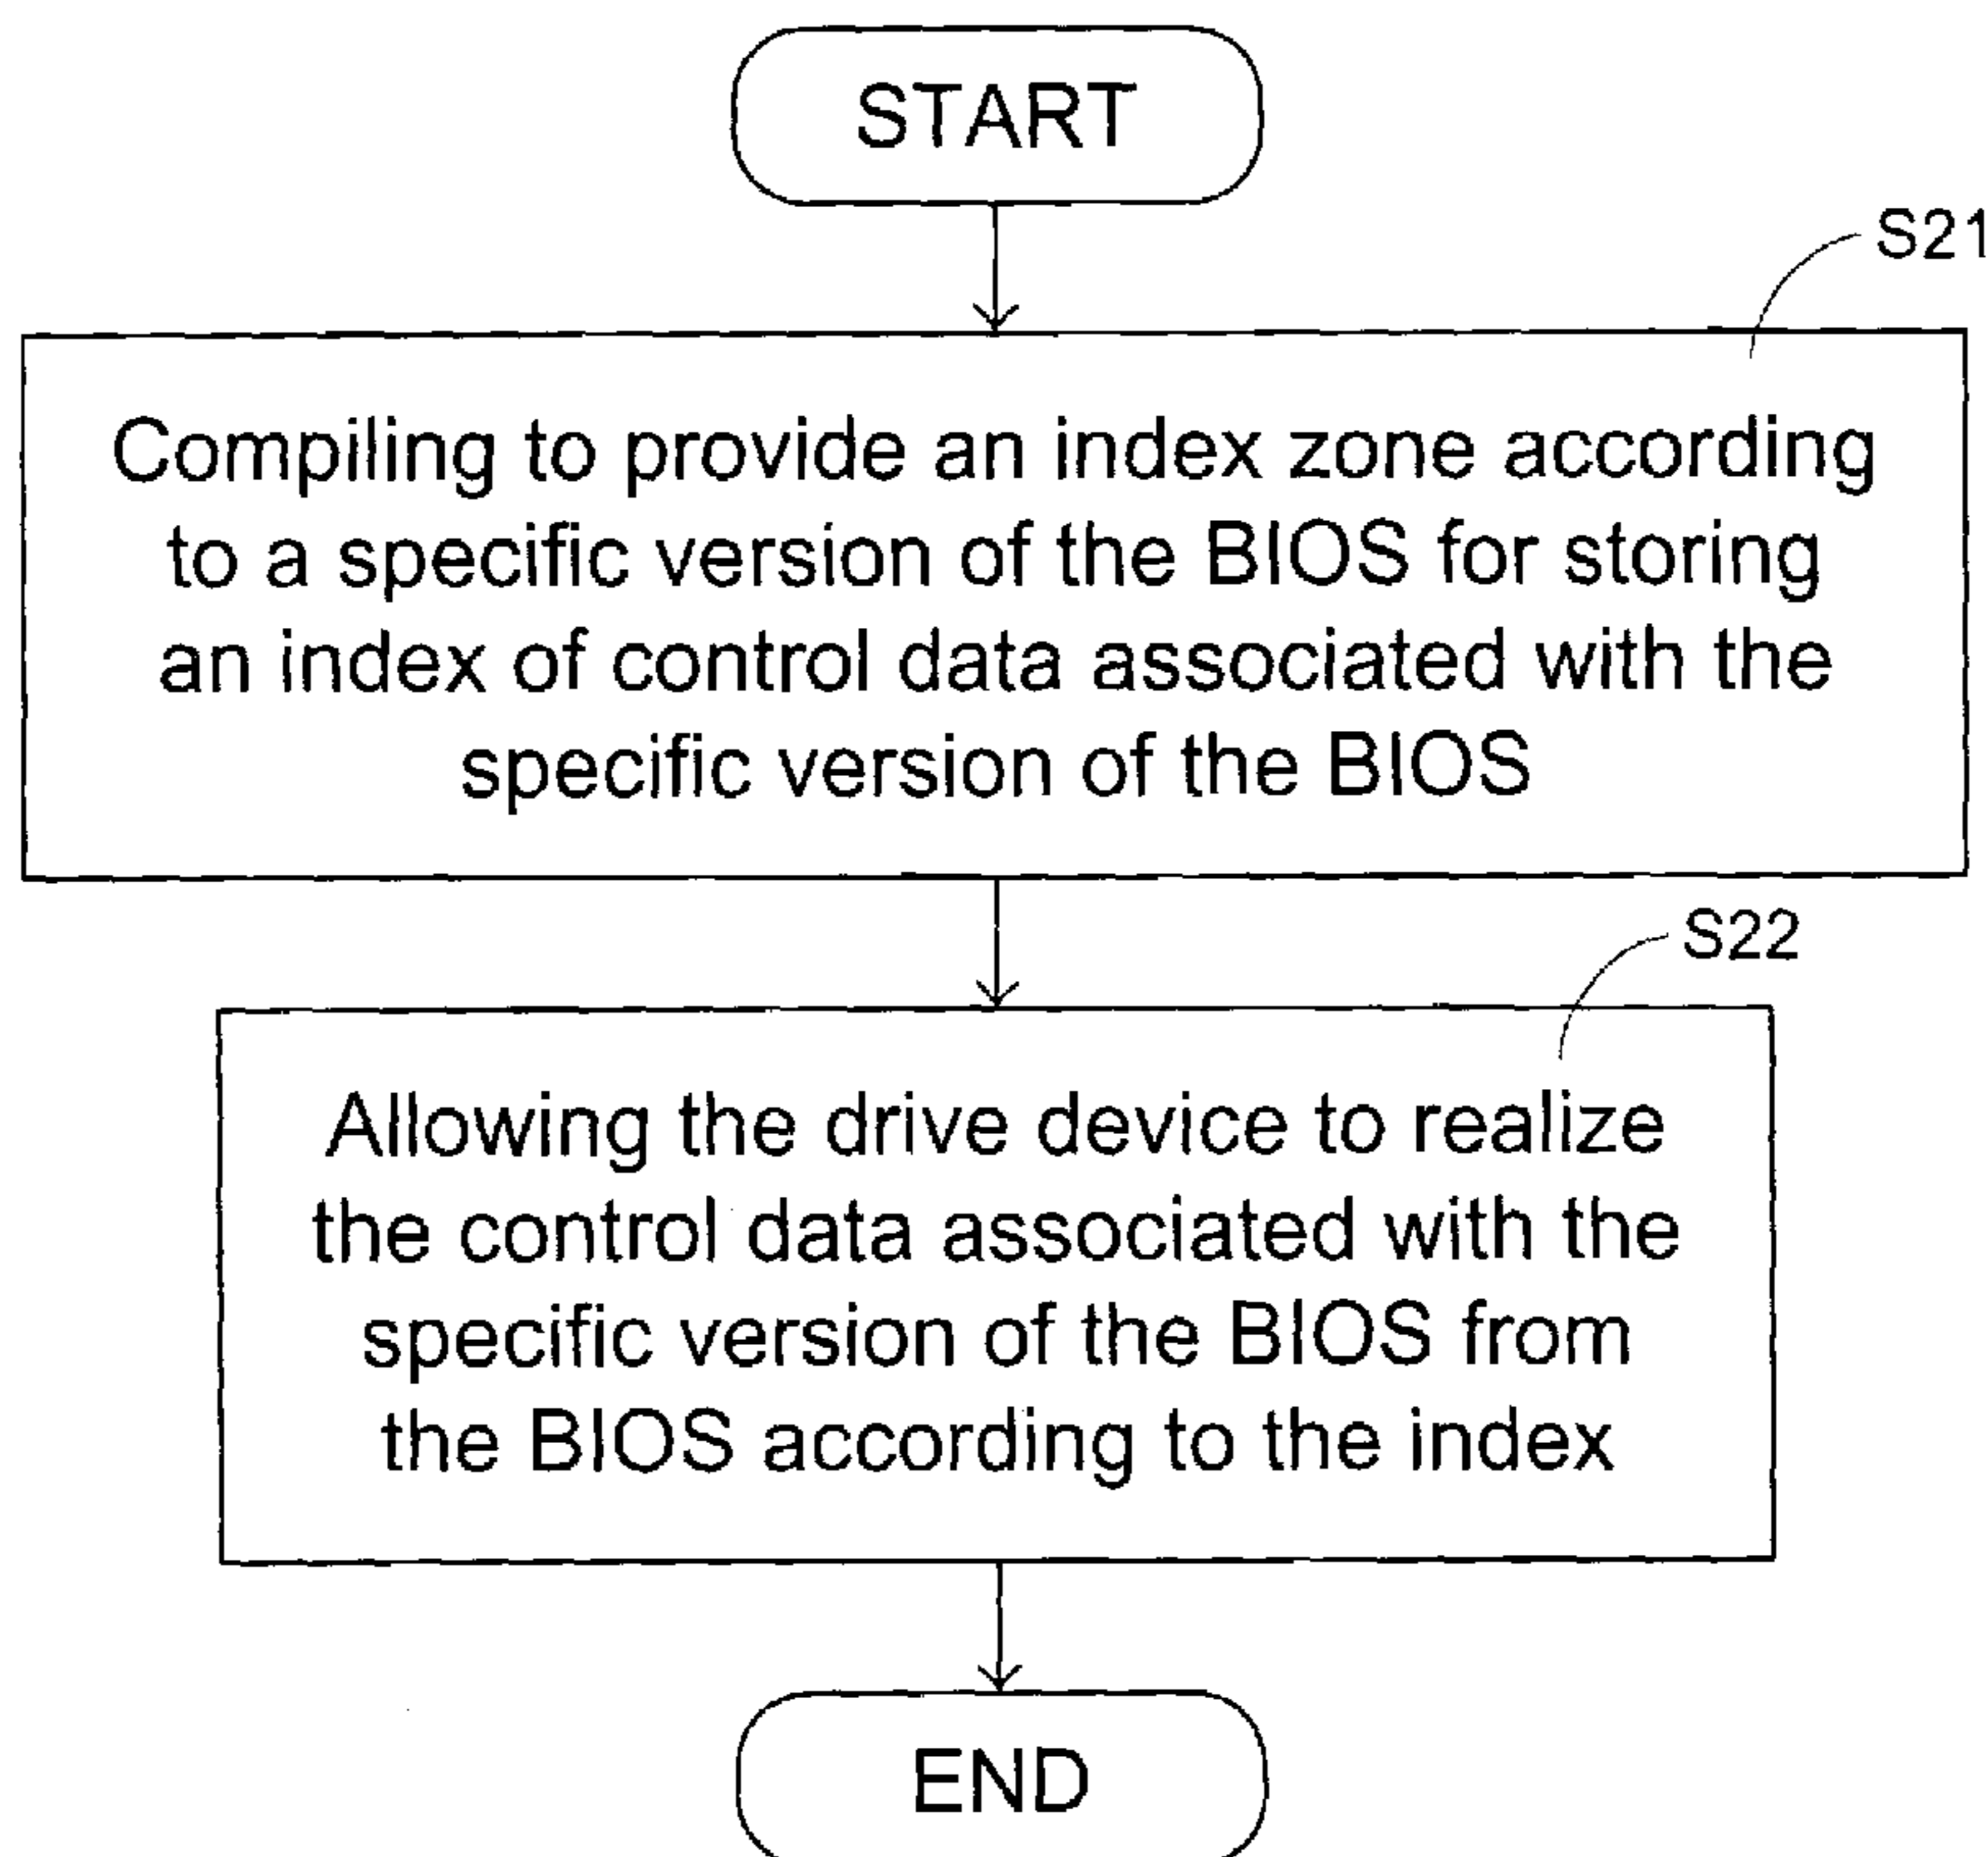 START
S21
Compiling to provide an index zone according
to a specific version of the BIOS for storing
an index of control data associated with the
specific version of the BIOS
S22
Allowing the drive device to realize
the control data associated with the
specific version of the BIOS from
the BIOS according to the index
END